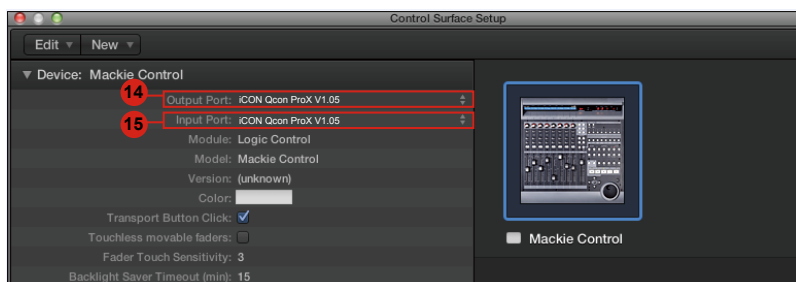 Control Surface Setup
Edit New
Device: Mackie Control
14 Output Port: iCON Qcon ProX V1.05
15 Input Port: iCON Qcon ProX V1.05
Module: Logic Control
Model: Mackie Control
Version: (unknown)
Color:
Transport Button Click:
Touchless movable faders:
Fader Touch Sensitivity: 3
Backlight Saver Timeout (min): 15
Mackie Control